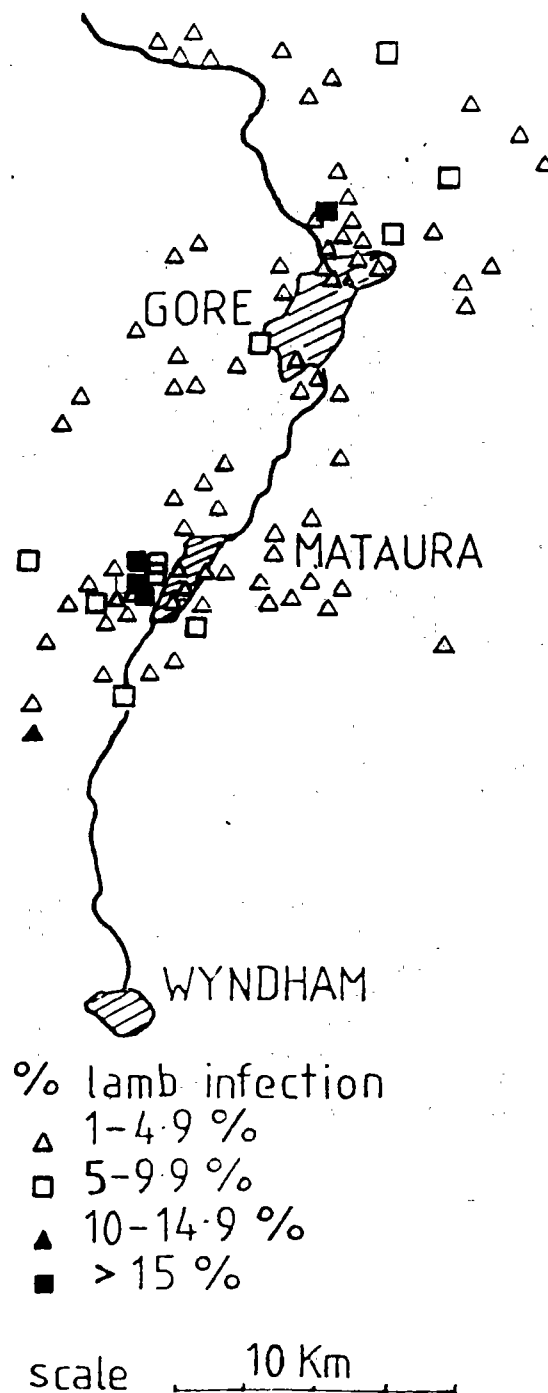 GORE
MATAURA
WYNDHAM
% lamb infection
△ 1-4·9 %
□ 5-9·9 %
▲ 10-14·9 %
■ > 15 %
scale 10 Km